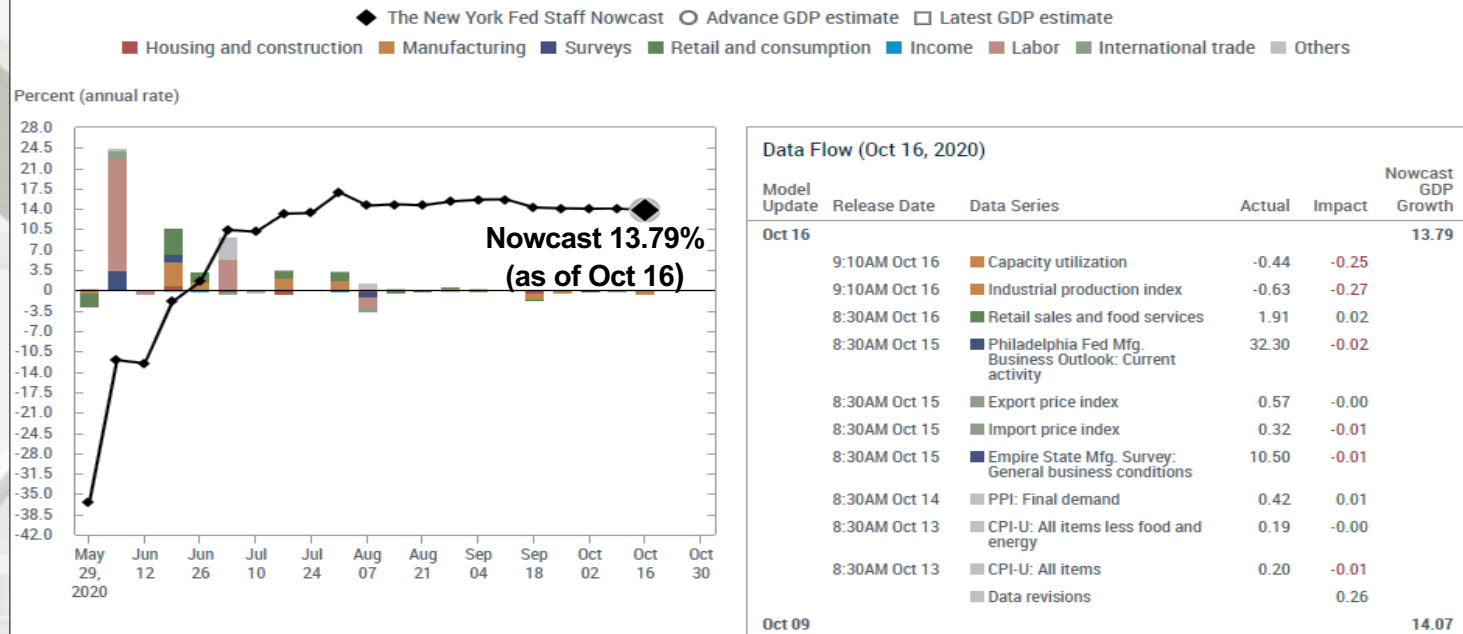 The New York Fed Staff Nowcast Advance GDP estimate Latest GDP estimate
Housing and construction Manufacturing Surveys Retail and consumption Income Labor International trade Others
Percent (annual rate)
28.0
24.5
21.0
17.5
14.0
10.5
7.0
3.5
0
-3.5
-7.0
-10.5
-14.0
-17.5
-21.0
-24.5
-28.0
-31.5
-35.0
-38.5
-42.0
Nowcast 13.79%
(as of Oct 16)
May Jun Jun Jul Jul Aug Aug Sep Sep Oct Oct Oct
29, 12 26 10 24 07 21 04 18 02 16 30
2020
Data Flow (Oct 16, 2020)
Nowcast
Model GDP
Update Release Date Data Series Actual Impact Growth
Oct 16 13.79
9:10AM Oct 16 Capacity utilization -0.44 -0.25
9:10AM Oct 16 Industrial production index -0.63 -0.27
8:30AM Oct 16 Retail sales and food services 1.91 0.02
8:30AM Oct 15 Philadelphia Fed Mfg. 32.30 -0.02
Business Outlook: Current
activity
8:30AM Oct 15 Export price index 0.57 -0.00
8:30AM Oct 15 Import price index 0.32 -0.01
8:30AM Oct 15 Empire State Mfg. Survey: 10.50 -0.01
General business conditions
8:30AM Oct 14 PPI: Final demand 0.42 0.01
8:30AM Oct 13 CPI-U: All items less food and 0.19 -0.00
energy
8:30AM Oct 13 CPI-U: All items 0.20 -0.01
Data revisions 0.26
Oct 09 14.07